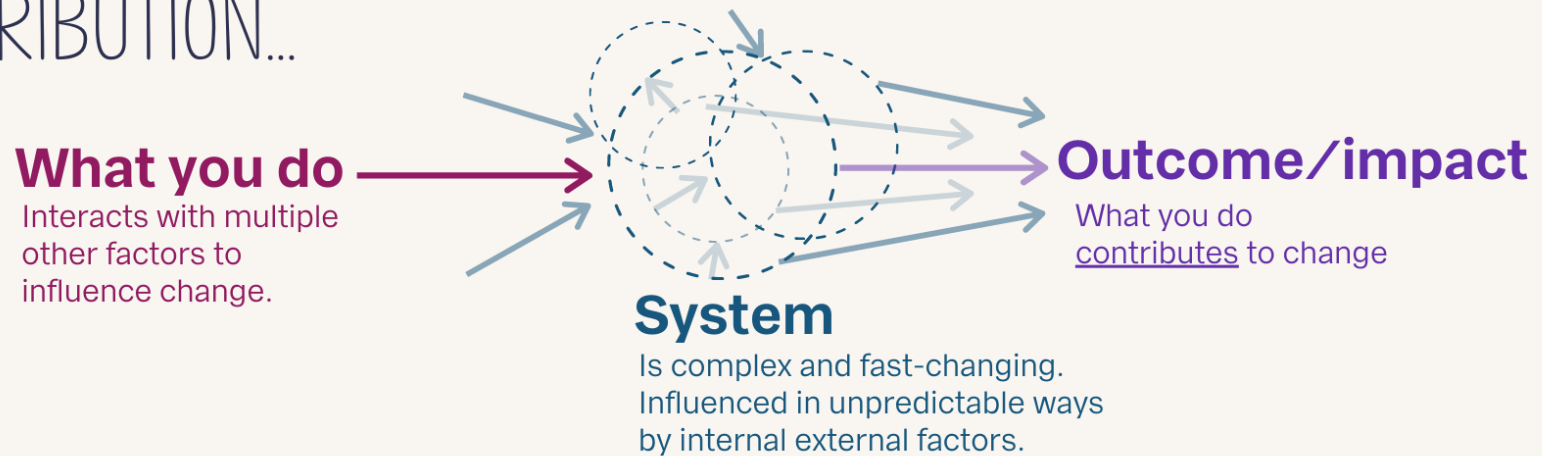 RIBUTION...
What you do
Interacts with multiple
other factors to
influence change.
Outcome/impact
What you do
contributes to change
System
Is complex and fast-changing.
Influenced in unpredictable ways
by internal external factors.